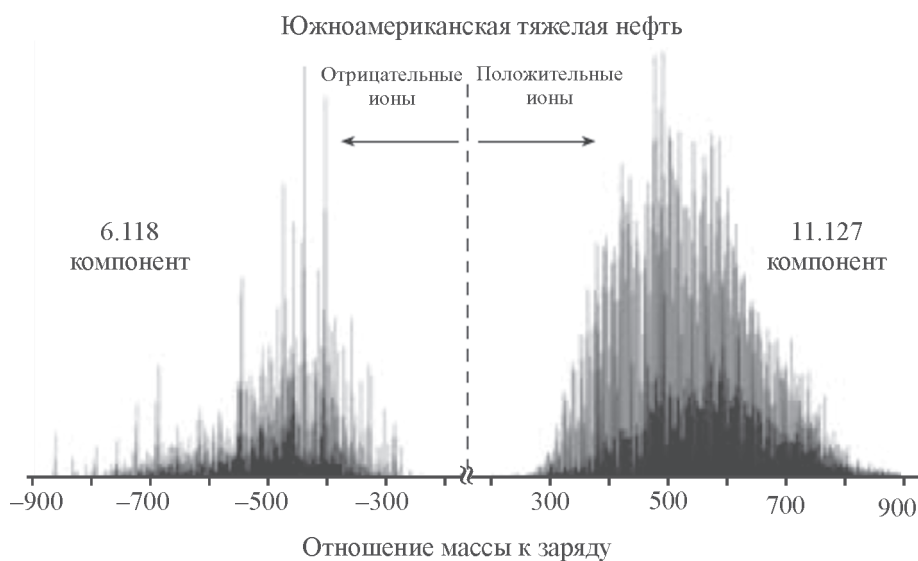 Южноамериканская тяжелая нефть
Отрицательные
ионы
Положительные
ионы
6.118
компонент
11.127
компонент
−900
−700
−500
−300
300
500
700
900
Отношение массы к заряду